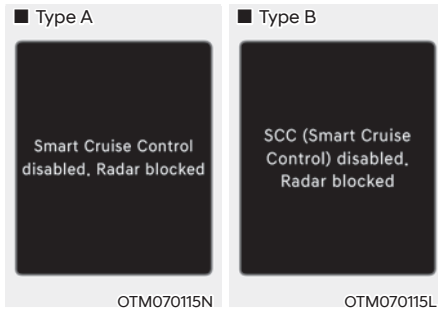 ■ Type A
Smart Cruise Control
disabled. Radar blocked
OTM070115N
■ Type B
SCC (Smart Cruise
Control) disabled.
Radar blocked
OTM070115L